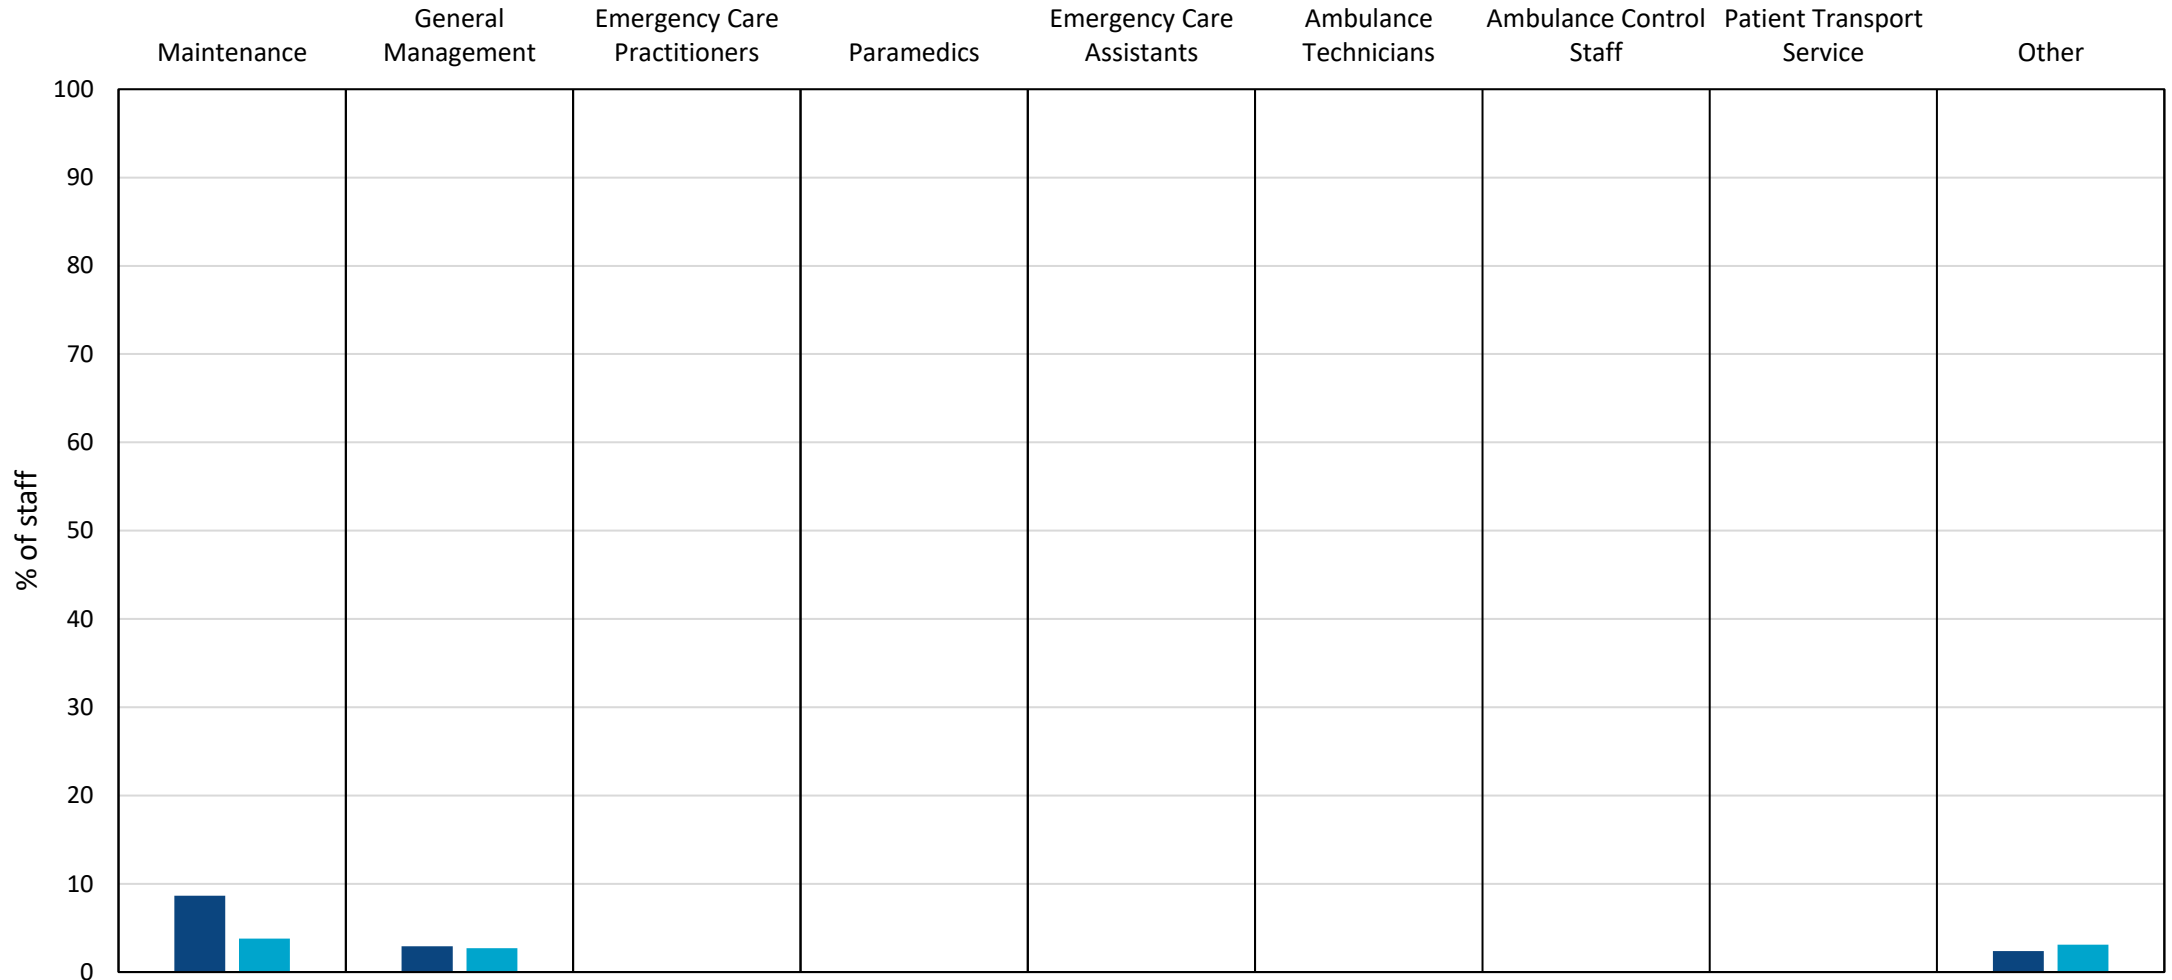 Maintenance
General
Management
Emergency Care
Practitioners
Paramedics
Emergency Care
Assistants
Ambulance
Technicians
Ambulance Control
Staff
Patient Transport
Service
Other
100
90
80
70
60
50
40
30
20
10
0
% of staff